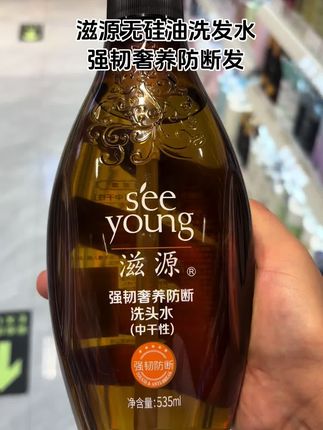 滋源无硅油洗发水
强韧奢养防断发
see
young
滋源®
强韧奢养防断
洗头水
(中干性)
强韧防断
净含量:535ml